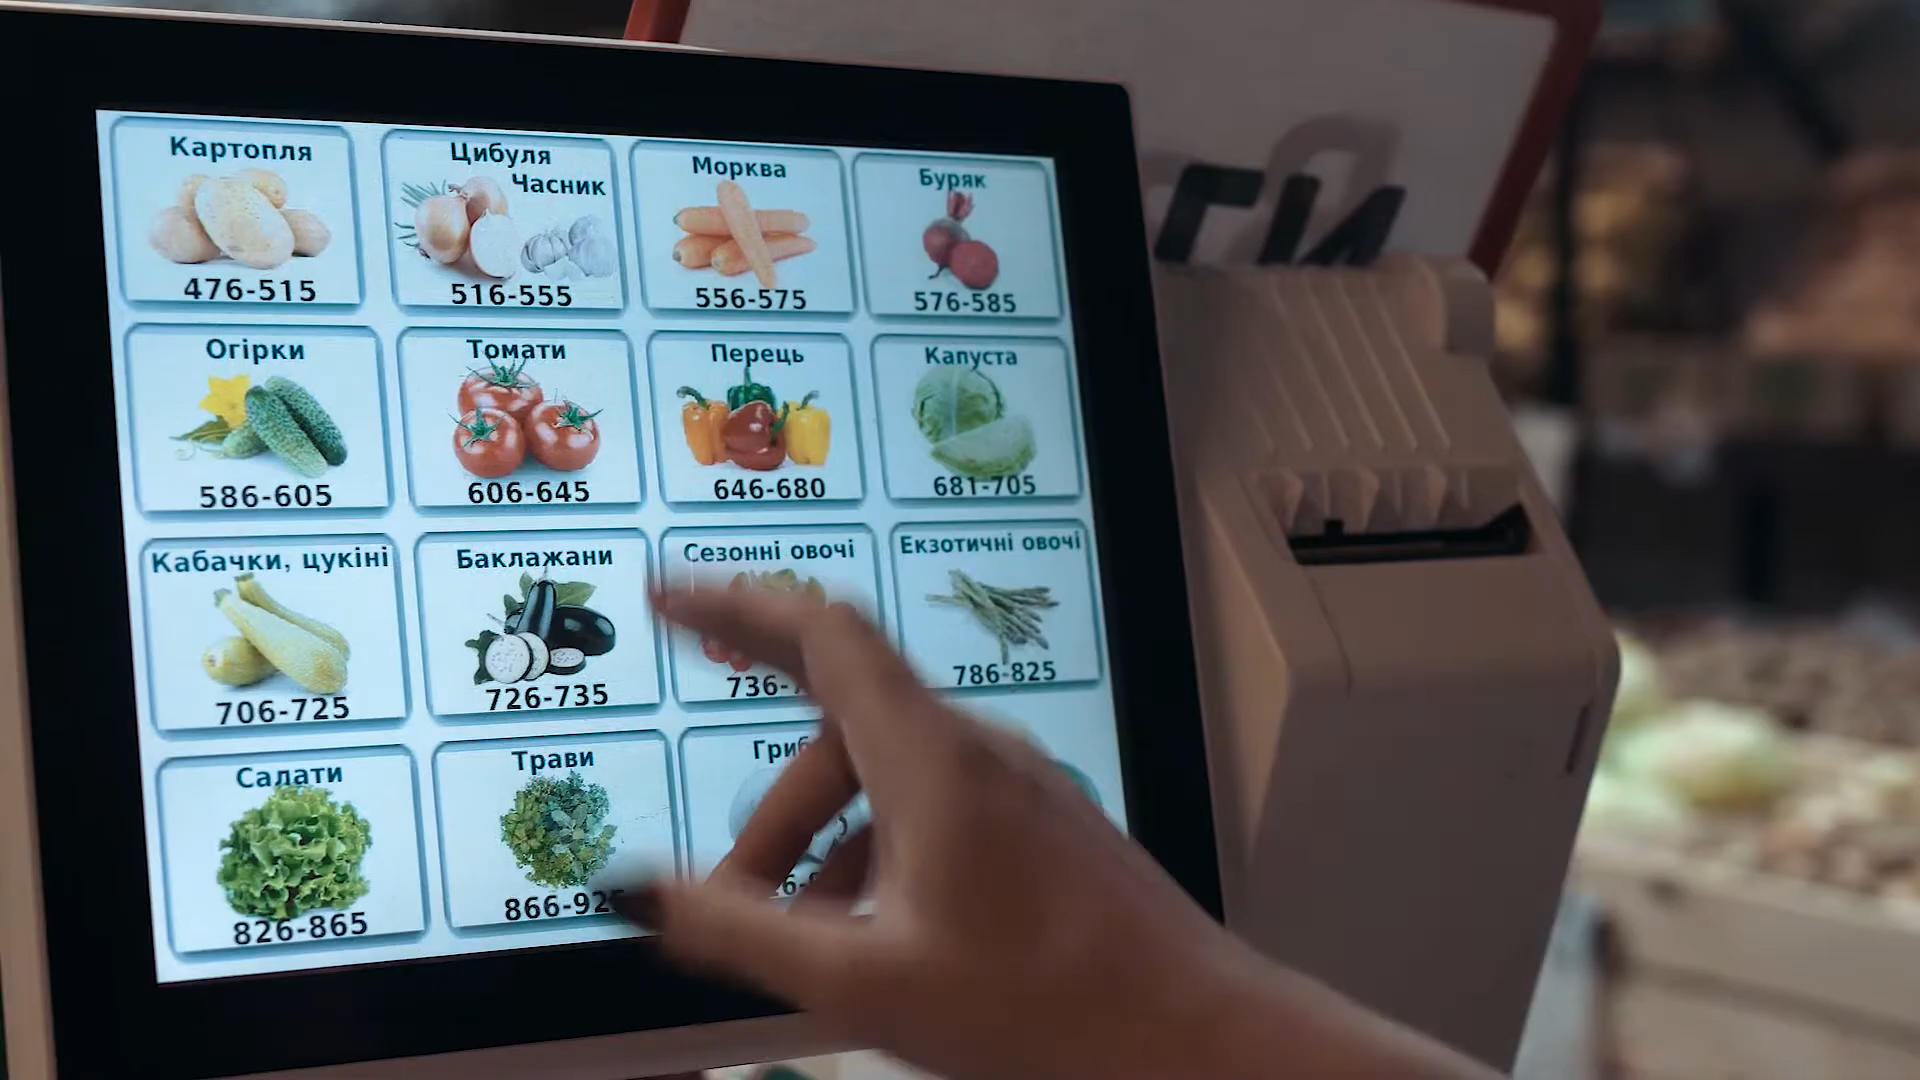 Картопля
476-515
Цибуля
Часник
516-555
Морква
556-575
Буряк
576-585
Огірки
586-605
Томати
606-645
Перець
646-680
Капуста
681-705
Кабачки, цукіні
706-725
Баклажани
726-735
Сезонні овочі
Екзотичні овочі
786-825
Салати
826-865
Трави